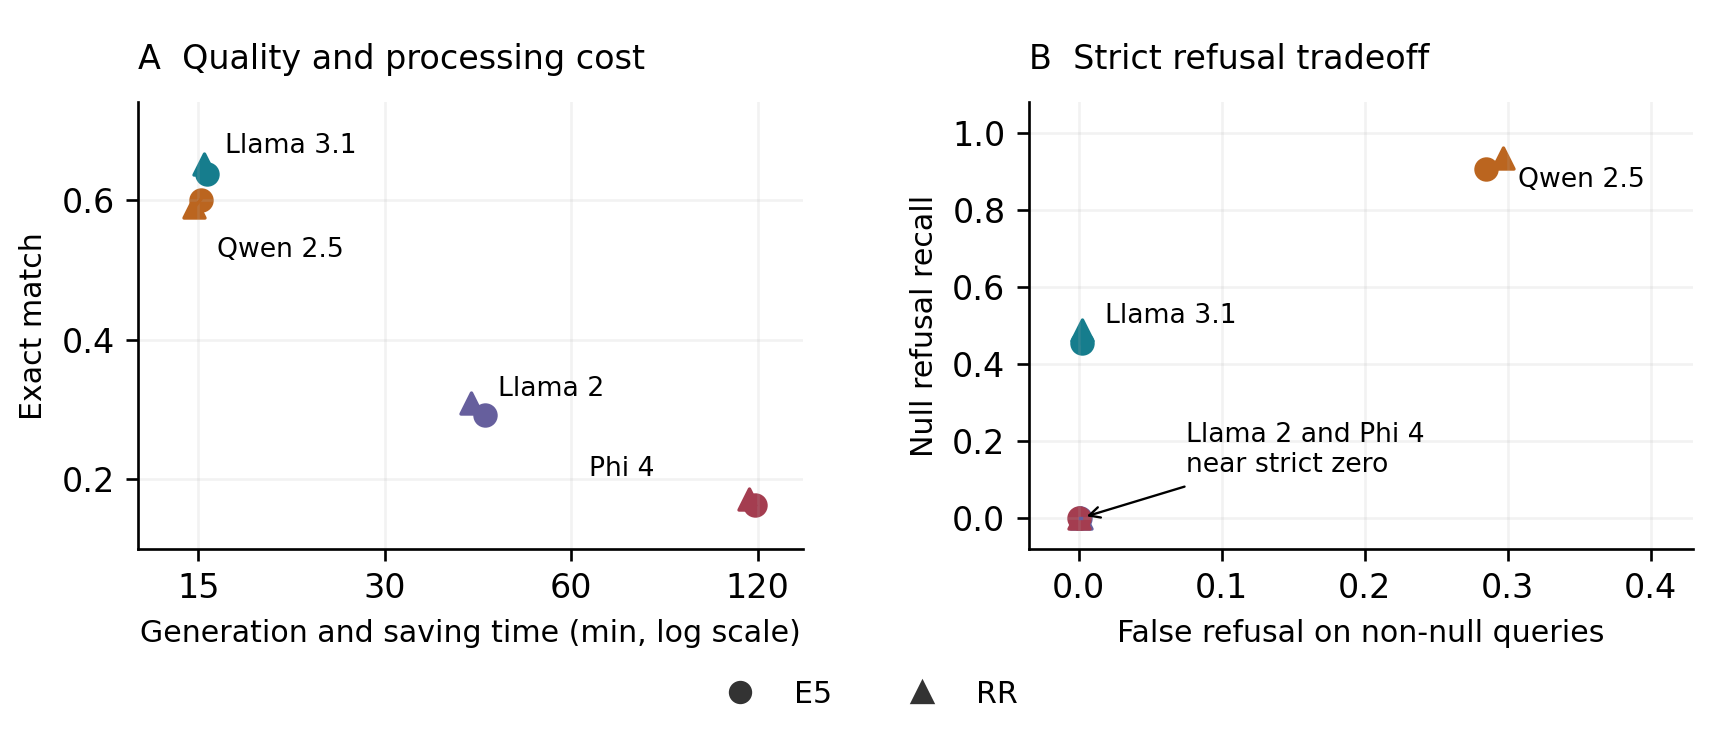 A Quality and processing cost
Exact match
0.6
0.4
0.2
Llama 3.1
Qwen 2.5
Llama 2
Phi 4
15 30 60 120
Generation and saving time (min, log scale)
B Strict refusal tradeoff
Null refusal recall
1.0
0.8
0.6
0.4
0.2
0.0
Qwen 2.5
Llama 3.1
Llama 2 and Phi 4
near strict zero
0.0 0.1 0.2 0.3 0.4
False refusal on non-null queries
E5 RR